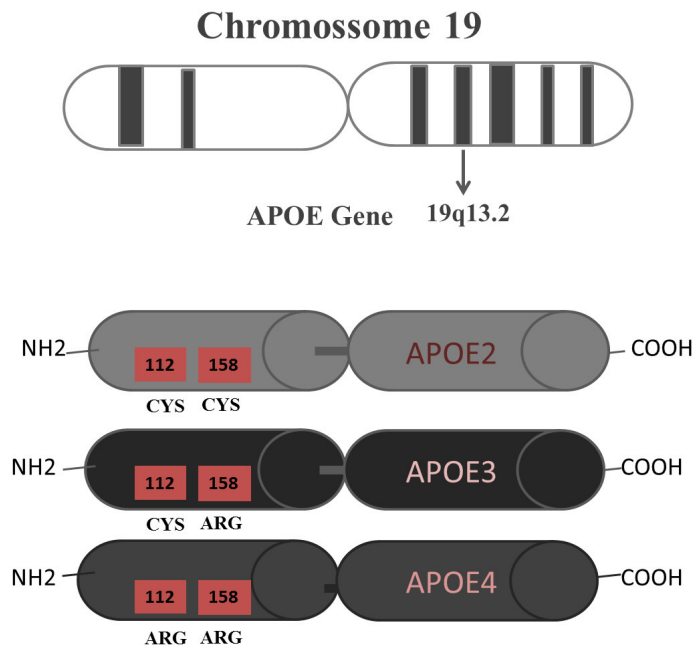 Chromossome 19
APOE Gene 19q13.2
NH2 112 158 APOE2 COOH
CYS CYS
NH2 112 158 APOE3 COOH
CYS ARG
NH2 112 158 APOE4 COOH
ARG ARG